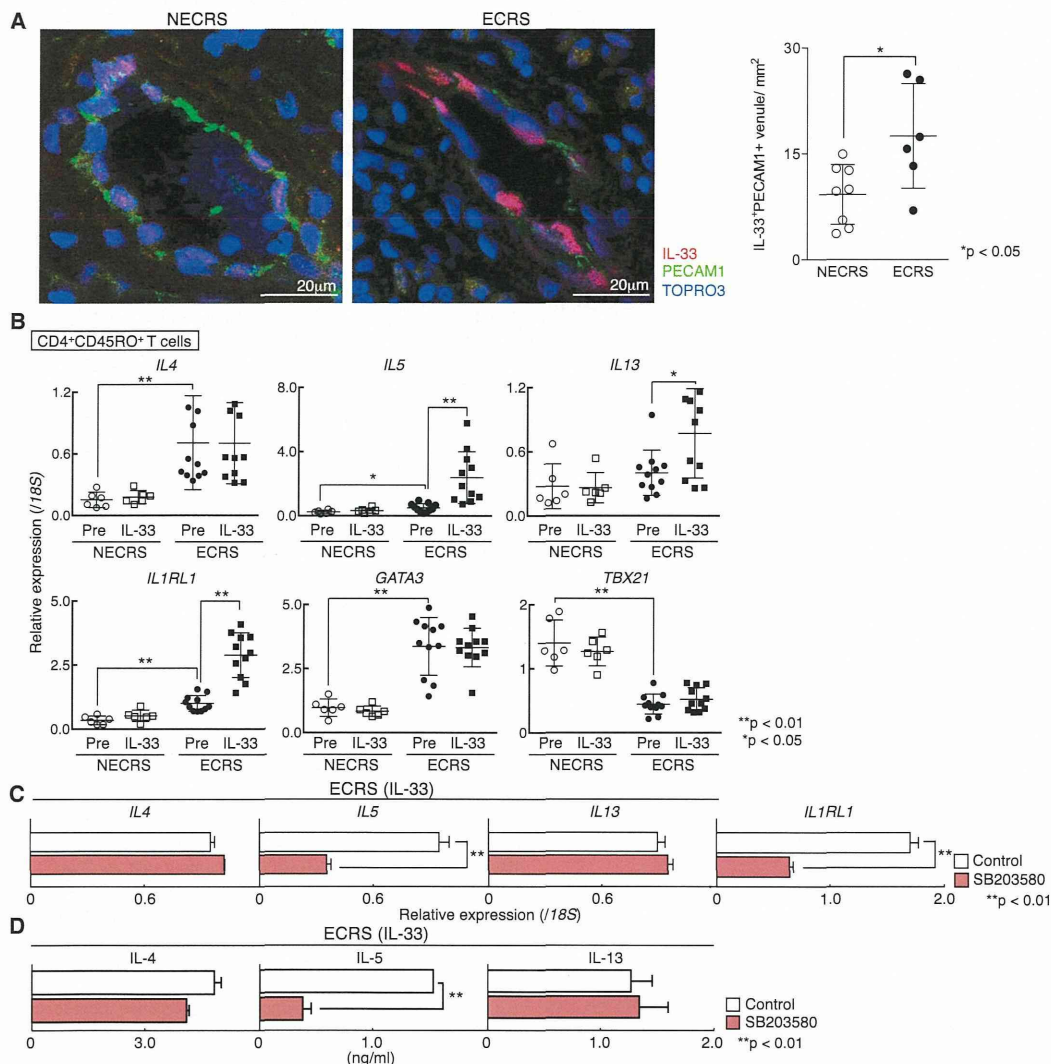 A
NECRS
ECRS
20μm
20μm
IL-33
PECAM1
TOPRO3
IL-33+PECAM1+ venule/ mm2
30
15
0
*
NECRS ECRS
*p < 0.05
B
CD4+CD45RO+ T cells
Relative expression (/18S)
IL4
1.2
0.6
0.0
**
Pre IL-33 Pre IL-33
NECRS ECRS
IL5
8.0
4.0
0.0
*
**
Pre IL-33 Pre IL-33
NECRS ECRS
IL13
1.2
0.6
0.0
*
Pre IL-33 Pre IL-33
NECRS ECRS
IL1RL1
5.0
2.5
0.0
**
**
Pre IL-33 Pre IL-33
NECRS ECRS
GATA3
5.0
2.5
0.0
**
Pre IL-33 Pre IL-33
NECRS ECRS
TBX21
2
1
0
**
Pre IL-33 Pre IL-33
NECRS ECRS
**p < 0.01
*p < 0.05
C
ECRS (IL-33)
IL4 IL5 IL13 IL1RL1
** **
0 0.6 0 0.6 0 0.6 0 1.0 2.0
Relative expression (/18S)
Control
SB203580
**p < 0.01
D
ECRS (IL-33)
IL-4 IL-5 IL-13
**
0 3.0 0 1.0 0 1.0 2.0
(ng/ml)
Control
SB203580
**p < 0.01